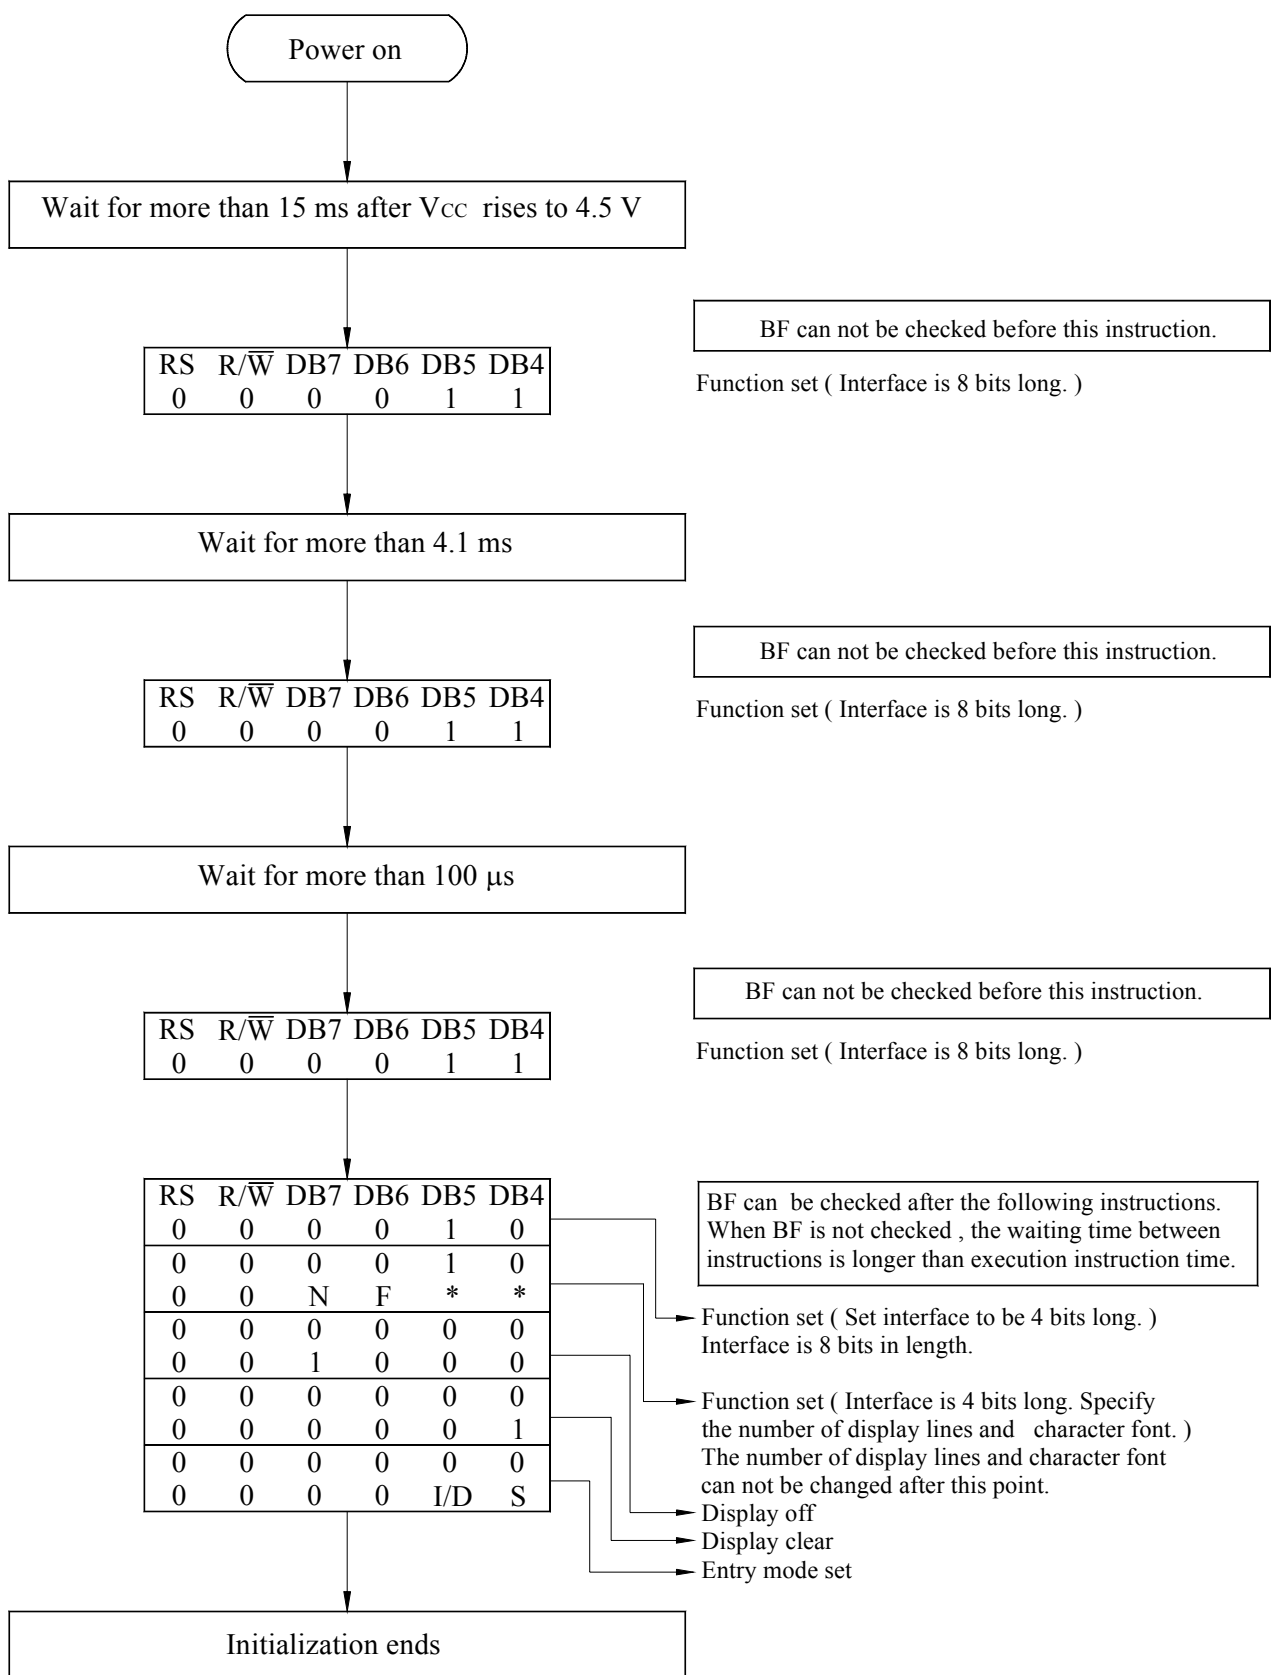 Power on
Wait for more than 15 ms after VCC rises to 4.5 V
BF can not be checked before this instruction.
RS R/W̅ DB7 DB6 DB5 DB4
0 0 0 0 1 1
Function set ( Interface is 8 bits long. )
Wait for more than 4.1 ms
BF can not be checked before this instruction.
RS R/W̅ DB7 DB6 DB5 DB4
0 0 0 0 1 1
Function set ( Interface is 8 bits long. )
Wait for more than 100 μs
BF can not be checked before this instruction.
RS R/W̅ DB7 DB6 DB5 DB4
0 0 0 0 1 1
Function set ( Interface is 8 bits long. )
RS R/W̅ DB7 DB6 DB5 DB4
0 0 0 0 1 0
0 0 0 0 1 0
0 0 N F * *
0 0 0 0 0 0
0 0 1 0 0 0
0 0 0 0 0 0
0 0 0 0 0 1
0 0 0 0 0 0
0 0 0 0 I/D S
BF can be checked after the following instructions.
When BF is not checked , the waiting time between
instructions is longer than execution instruction time.
Function set ( Set interface to be 4 bits long. )
Interface is 8 bits in length.
Function set ( Interface is 4 bits long. Specify
the number of display lines and character font. )
The number of display lines and character font
can not be changed after this point.
Display off
Display clear
Entry mode set
Initialization ends